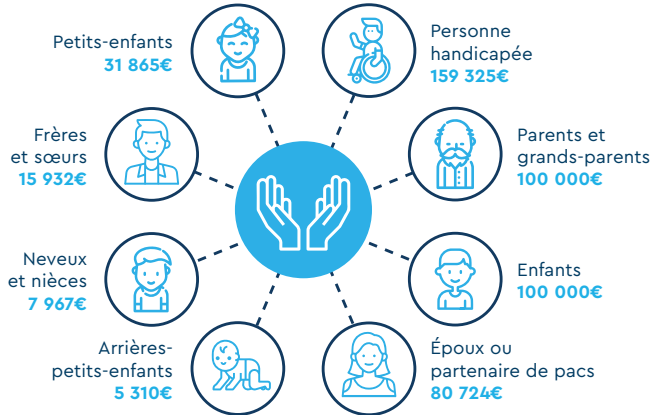 Petits-enfants
31 865€
Personne
handicapée
159 325€
Frères
et sœurs
15 932€
Parents et
grands-parents
100 000€
Neveux
et nièces
7 967€
Enfants
100 000€
Arrières-
petits-enfants
5 310€
Époux ou
partenaire de pacs
80 724€